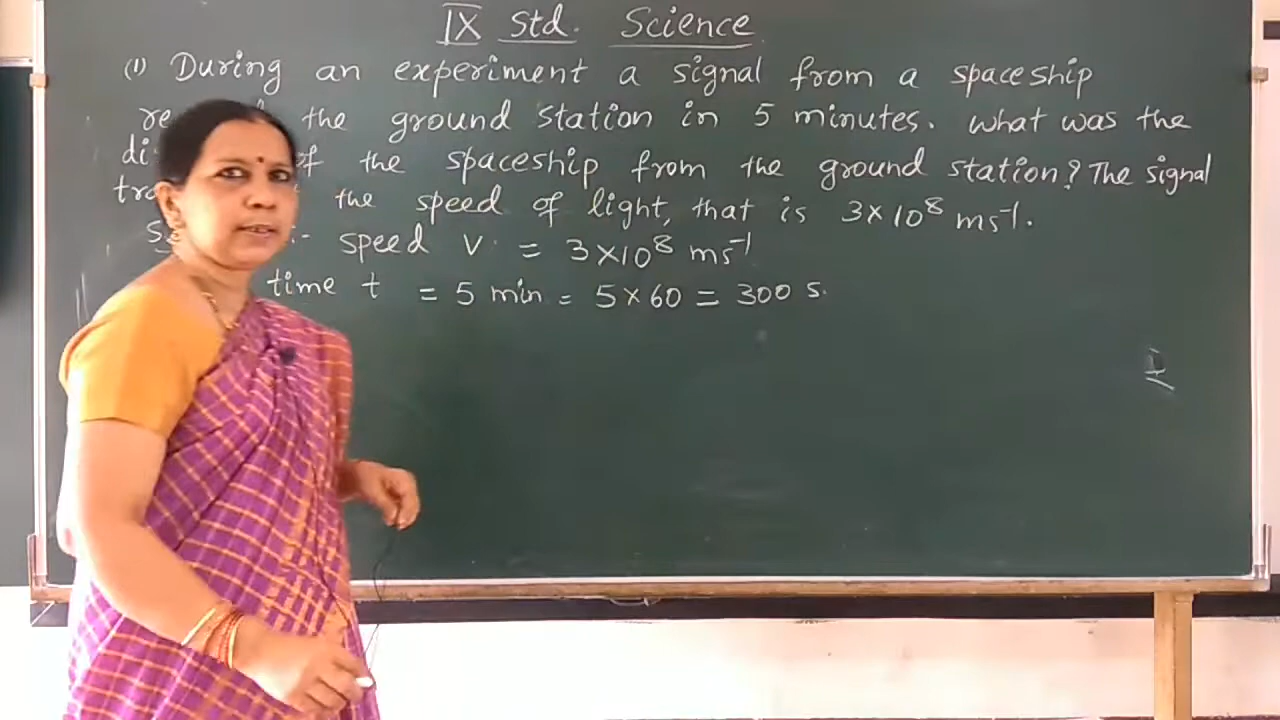 IX Std. Science
(1) During an experiment a signal from a spaceship
the ground station in 5 minutes. What was the
of the spaceship from the ground station? The signal
the speed of light, that is 3×10⁸ ms⁻¹.
speed v = 3×10⁸ ms⁻¹
time t = 5 min = 5×60 = 300 s.